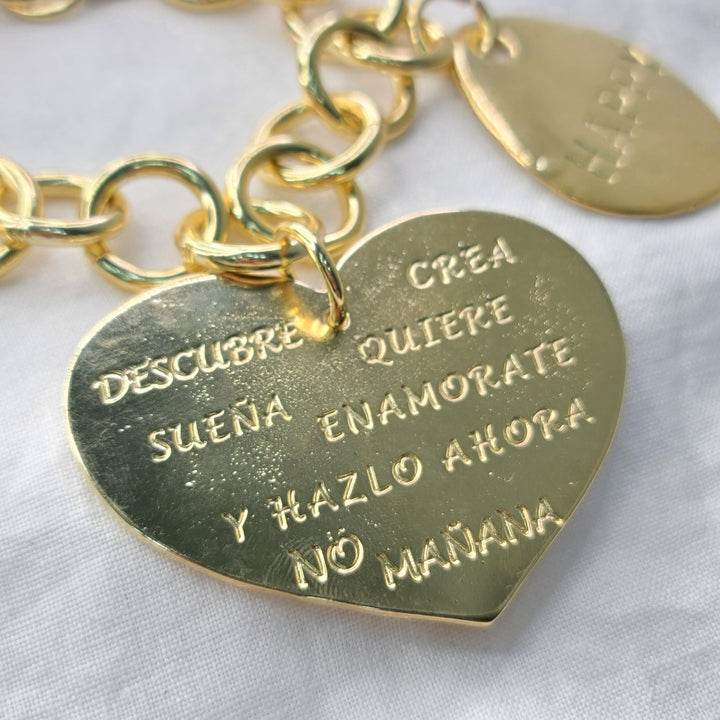 CREA
DESCUBRE QUIERE
SUEÑA ENAMORATE
Y HAZLO AHORA
NO MAÑANA
HAPPY